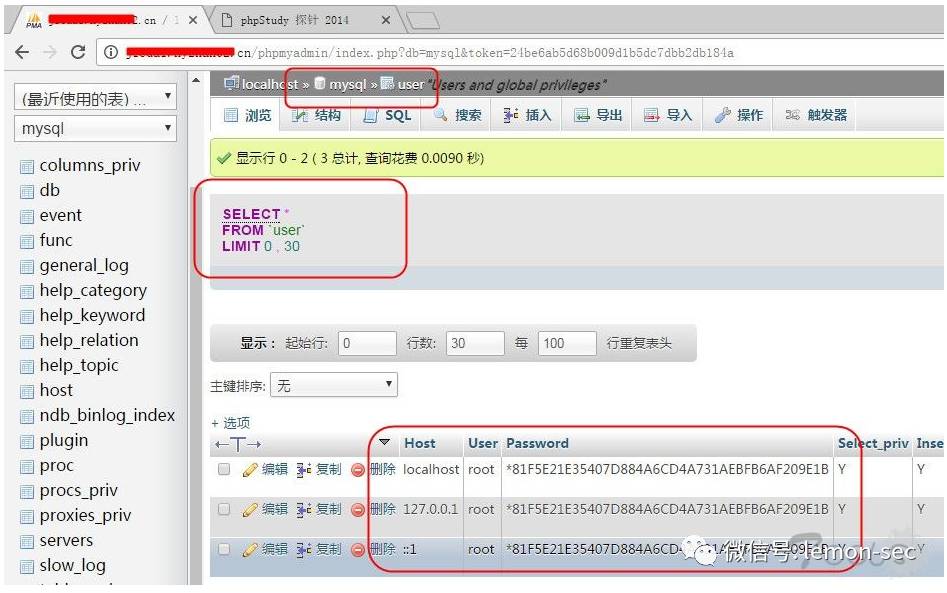 PMA .cn / 1 × phpStudy 探针 2014 ×
.cn/phpmyadmin/index.php?db=mysql&token=24be6ab5d68b009d1b5dc7dbb2db184a
localhost » mysql » user "Users and global privileges"
浏览 结构 SQL 搜索 插入 导出 导入 操作 触发器
(最近使用的表) ...
mysql
columns_priv
db
event
func
general_log
help_category
help_keyword
help_relation
help_topic
host
ndb_binlog_index
plugin
proc
procs_priv
proxies_priv
servers
slow_log
显示行 0 - 2 ( 3 总计, 查询花费 0.0090 秒)
SELECT *
FROM `user`
LIMIT 0 , 30
显示 : 起始行: 0 行数: 30 每 100 行重复表头
主键排序: 无
+ 选项
←T→ Host User Password Select_priv Inse
编辑 复制 删除 localhost root *81F5E21E35407D884A6CD4A731AEBFB6AF209E1B Y Y
编辑 复制 删除 127.0.0.1 root *81F5E21E35407D884A6CD4A731AEBFB6AF209E1B Y Y
编辑 复制 删除 ::1 root *81F5E21E35407D884A6CD4A731AEBFB6AF209E1B Y Y
微信号: lemon-sec